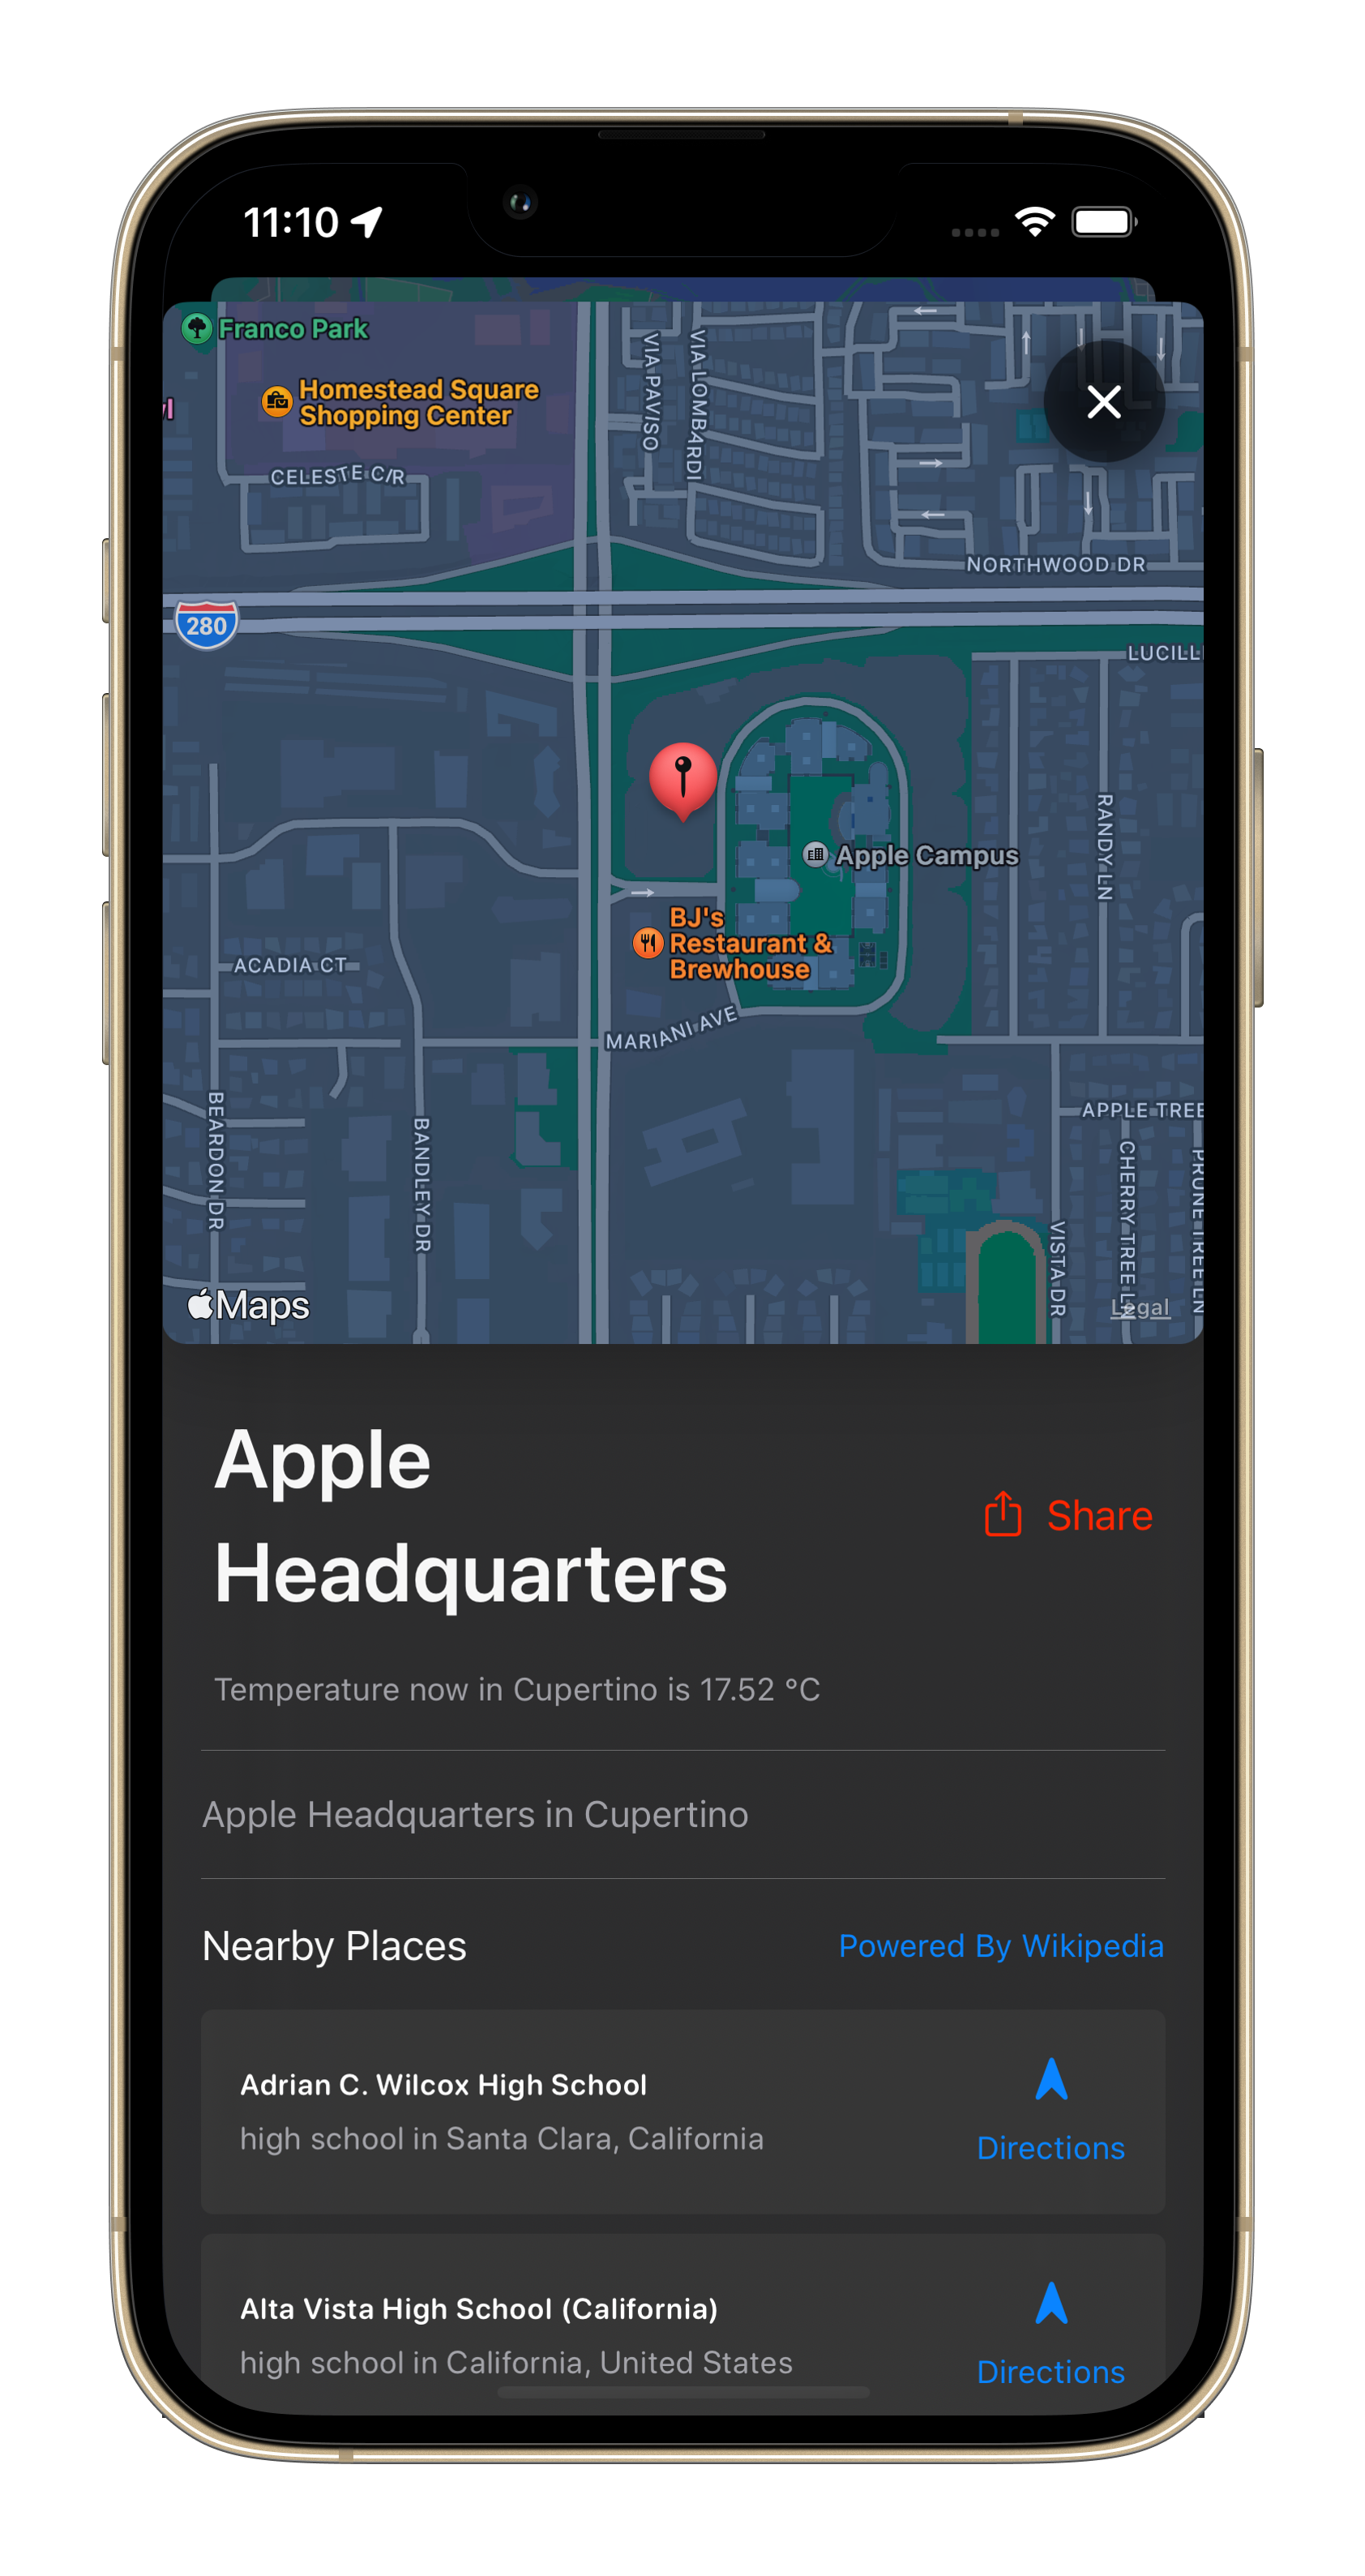 11:10
Franco Park
Homestead Square
Shopping Center
VIA PAVISO
VIA LOMBARDI
CELESTE CIR
NORTHWOOD DR
280
LUCILL
RANDY LN
Apple Campus
BJ's
Restaurant &
Brewhouse
ACADIA CT
MARIANI AVE
BEARDON DR
BANDLEY DR
APPLE TREE
CHERRY TREE LN
PRUNE TREE LN
VISTA DR
Maps
Legal
Apple
Headquarters
Share
Temperature now in Cupertino is 17.52 °C
Apple Headquarters in Cupertino
Nearby Places
Powered By Wikipedia
Adrian C. Wilcox High School
high school in Santa Clara, California
Directions
Alta Vista High School (California)
high school in California, United States
Directions